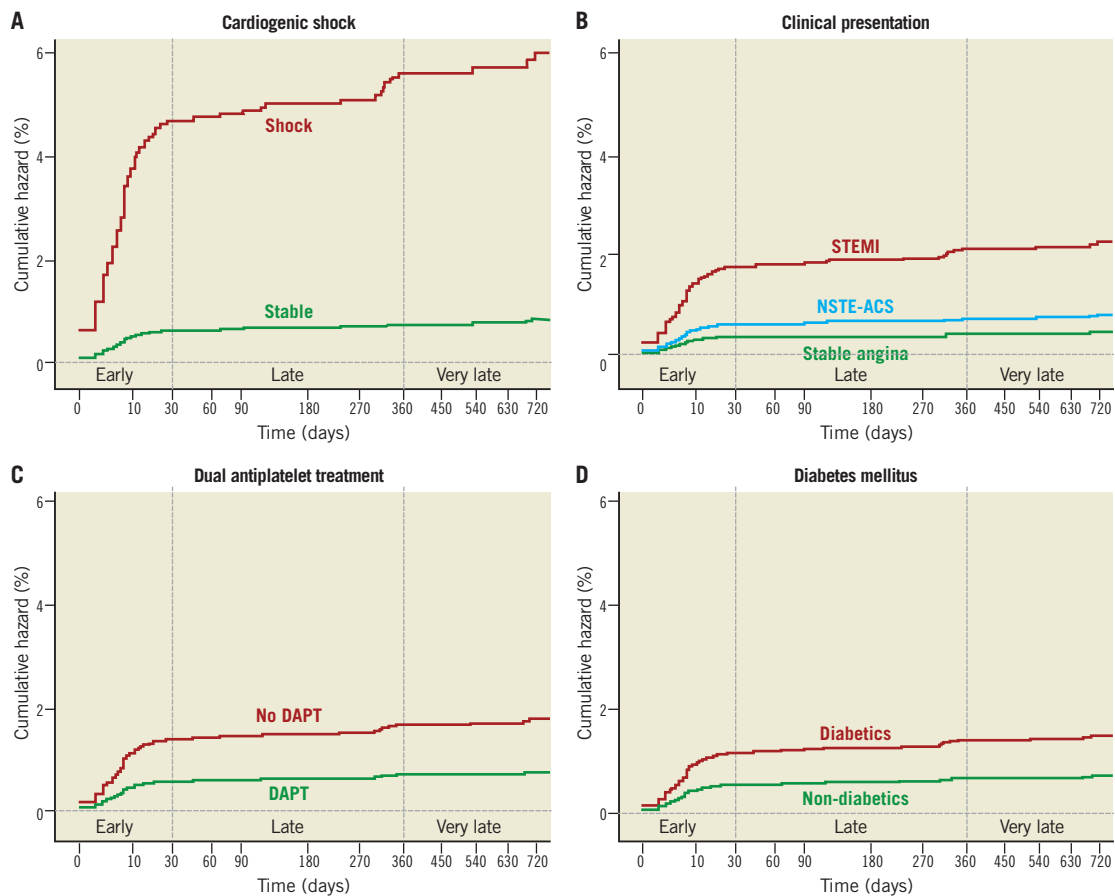 A
Cardiogenic shock
Cumulative hazard (%)
6
4
2
0
Shock
Stable
Early Late Very late
0 10 30 60 90 180 270 360 450 540 630 720
Time (days)
B
Clinical presentation
Cumulative hazard (%)
6
4
2
0
STEMI
NSTE-ACS
Stable angina
Early Late Very late
0 10 30 60 90 180 270 360 450 540 630 720
Time (days)
C
Dual antiplatelet treatment
Cumulative hazard (%)
6
4
2
0
No DAPT
DAPT
Early Late Very late
0 10 30 60 90 180 270 360 450 540 630 720
Time (days)
D
Diabetes mellitus
Cumulative hazard (%)
6
4
2
0
Diabetics
Non-diabetics
Early Late Very late
0 10 30 60 90 180 270 360 450 540 630 720
Time (days)